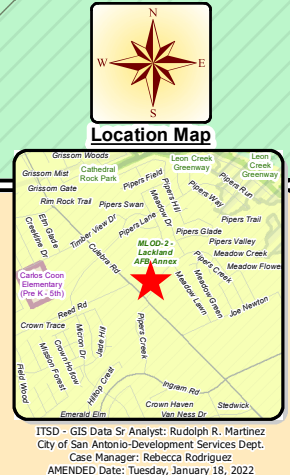 N
W E
S
Location Map
Grissom Woods
Grissom Mist
Grissom Gate
Rim Rock Trail
Cathedral
Rock Park
Leon Creek
Greenway
Leon
Creek
Greenway
Pipers Field
Pipers Hill
Pipers Way
Pipers Run
Pipers Swan
Meadow Dr
Elm Glade
Creekline Dr
Timber View Dr
Pipers Lane
Pipers Trail
Pipers Glade
Pipers Valley
Culebra Rd
MLOD-2 -
Lackland
AFB Annex
Meadow Creek
Pipers Creek
Meadow Flower
Carlos Coon
Elementary
(Pre K - 5th)
Meadow Green
Meadow Lawn
Joe Newton
Reed Rd
Crown Trace
Micron Dr
Jade Hill
Pipers Creek
Crown Hollow
Mission Forest
Field Wood
Hilltop Crest
Ingram Rd
Crown Haven
Stedwick
Emerald Elm
Van Ness Dr
ITSD - GIS Data Sr Analyst: Rudolph R. Martinez
City of San Antonio-Development Services Dept.
Case Manager: Rebecca Rodriguez
AMENDED Date: Tuesday, January 18, 2022